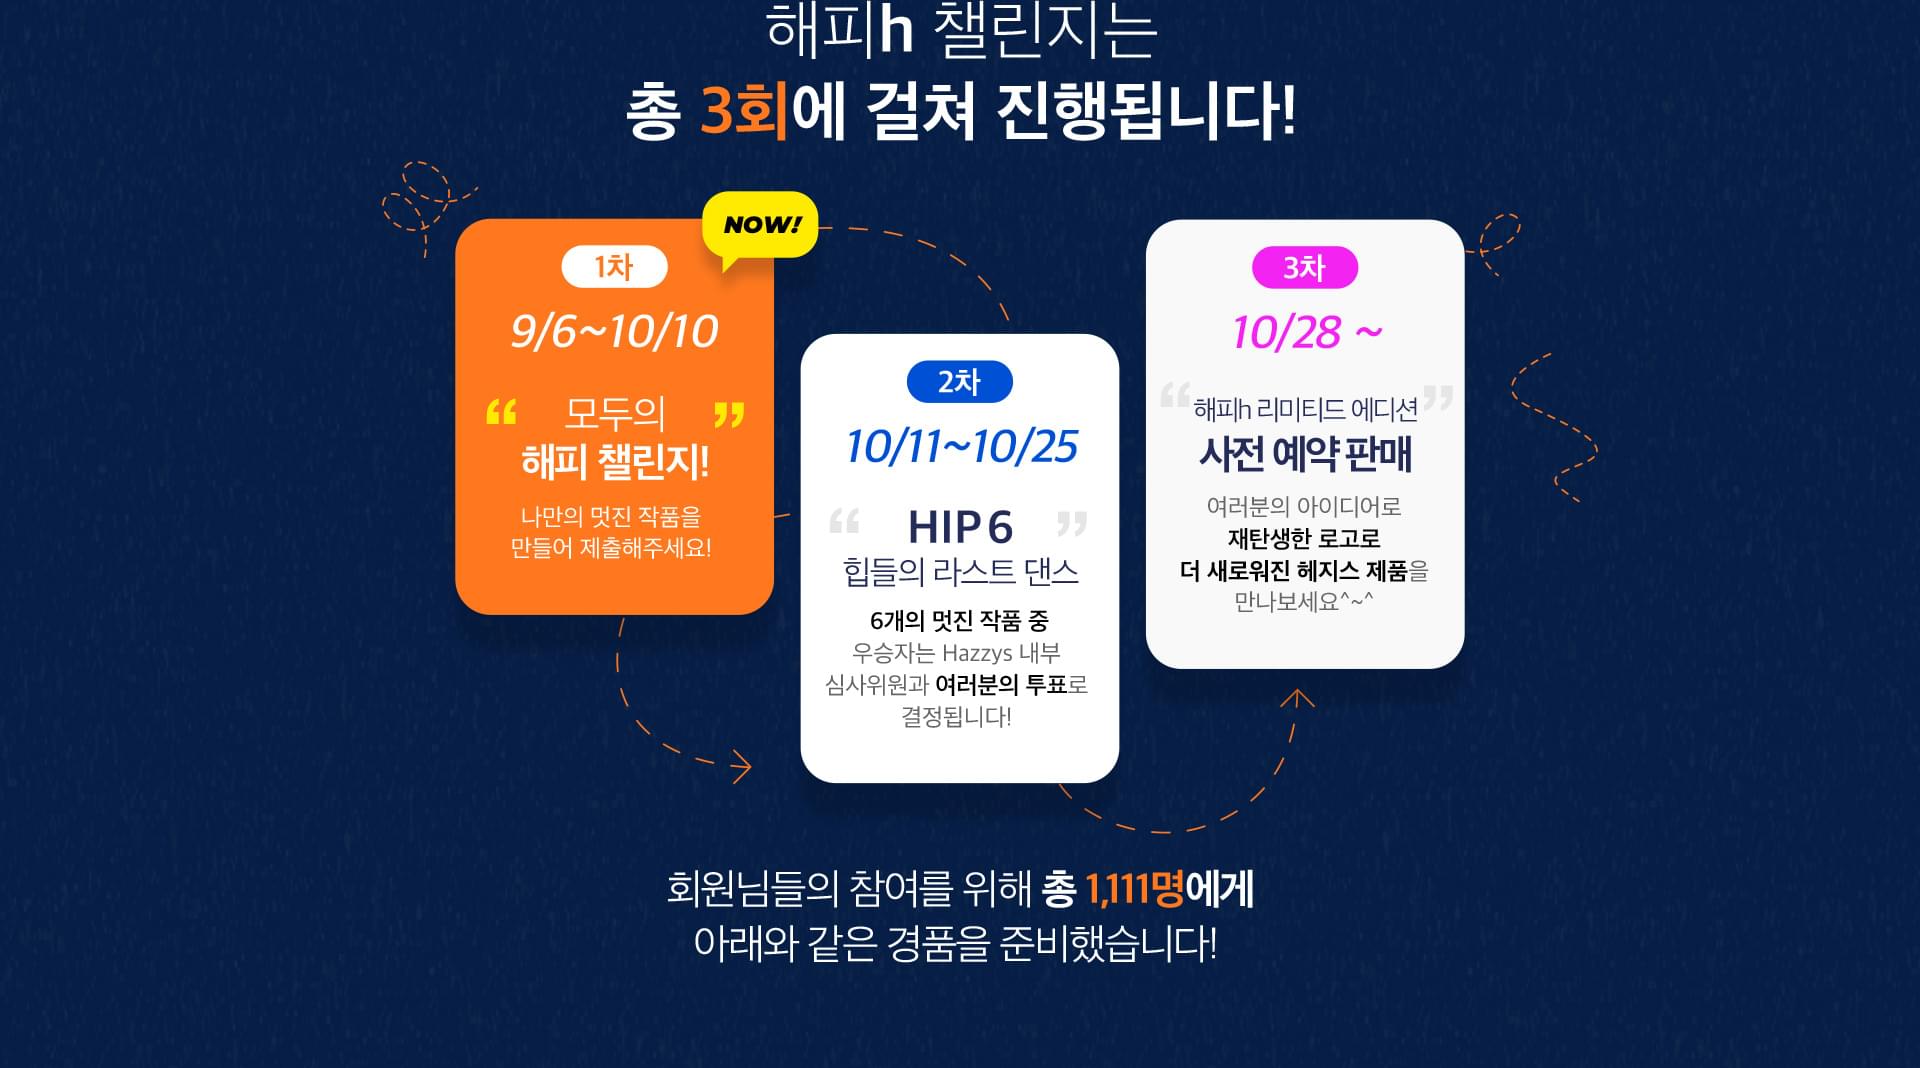 해피h 챌린지는
총 3회에 걸쳐 진행됩니다!
NOW!
1차
9/6~10/10
“ 모두의 ”
해피 챌린지!
나만의 멋진 작품을
만들어 제출해주세요!
2차
10/11~10/25
“ HIP 6 ”
힙들의 라스트 댄스
6개의 멋진 작품 중
우승자는 Hazzys 내부
심사위원과 여러분의 투표로
결정됩니다!
3차
10/28 ~
“해피h 리미티드 에디션”
사전 예약 판매
여러분의 아이디어로
재탄생한 로고로
더 새로워진 헤지스 제품을
만나보세요^~^
회원님들의 참여를 위해 총 1,111명에게
아래와 같은 경품을 준비했습니다!